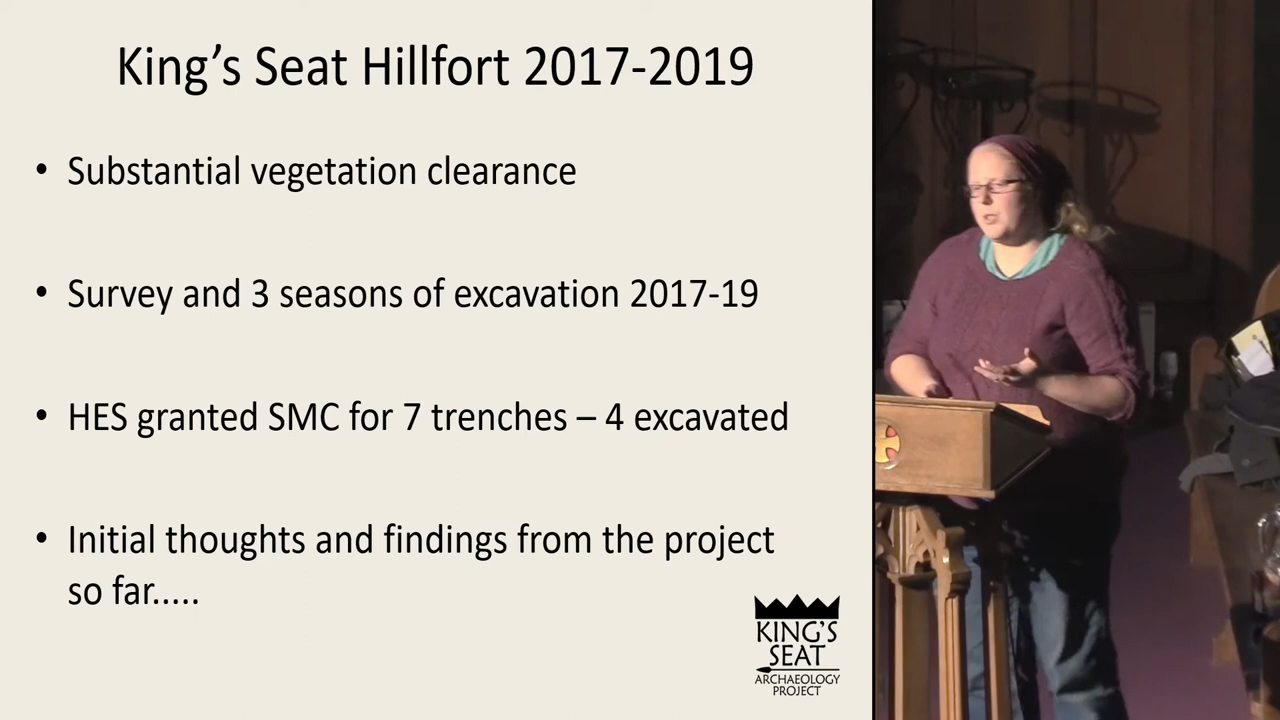 King's Seat Hillfort 2017-2019
• Substantial vegetation clearance
• Survey and 3 seasons of excavation 2017-19
• HES granted SMC for 7 trenches – 4 excavated
• Initial thoughts and findings from the project
so far.....
KING'S
SEAT
ARCHAEOLOGY
PROJECT